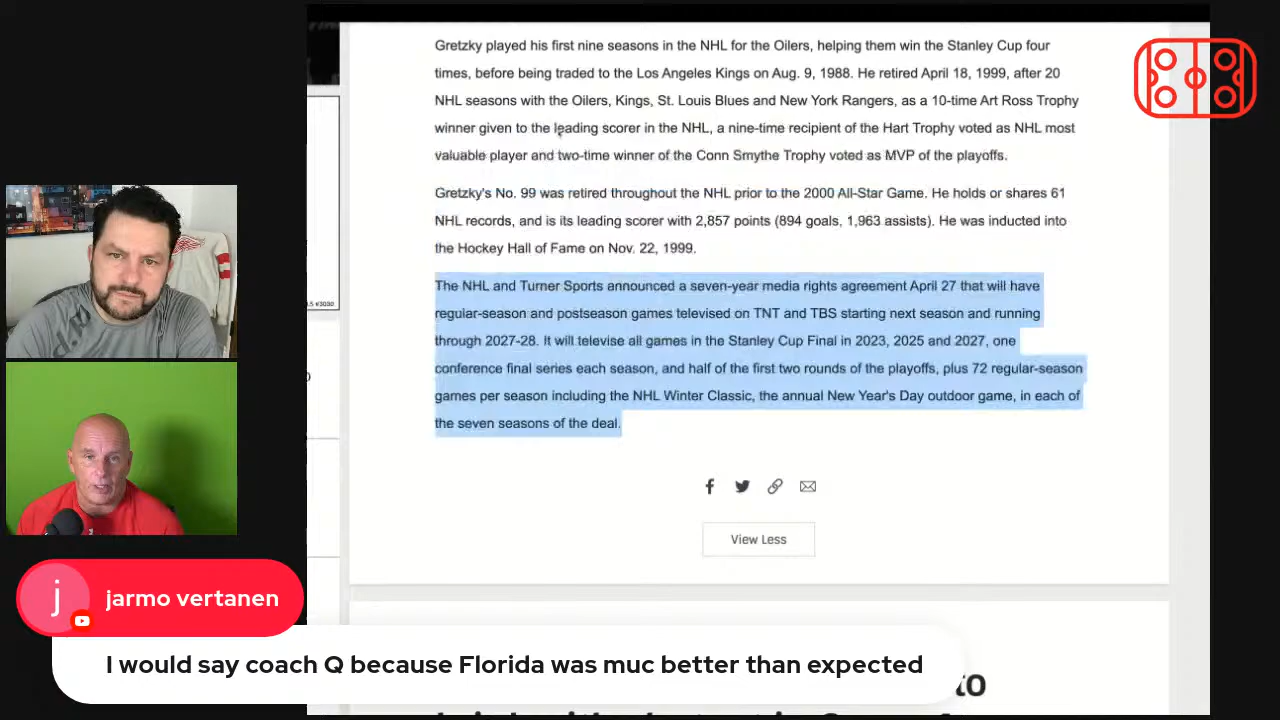 Gretzky played his first nine seasons in the NHL for the Oilers, helping them win the Stanley Cup four
times, before being traded to the Los Angeles Kings on Aug. 9, 1988. He retired April 18, 1999, after 20
NHL seasons with the Oilers, Kings, St. Louis Blues and New York Rangers, as a 10-time Art Ross Trophy
winner given to the leading scorer in the NHL, a nine-time recipient of the Hart Trophy voted as NHL most
valuable player and two-time winner of the Conn Smythe Trophy voted as MVP of the playoffs.
Gretzky's No. 99 was retired throughout the NHL prior to the 2000 All-Star Game. He holds or shares 61
NHL records, and is its leading scorer with 2,857 points (894 goals, 1,963 assists). He was inducted into
the Hockey Hall of Fame on Nov. 22, 1999.
The NHL and Turner Sports announced a seven-year media rights agreement April 27 that will have
regular-season and postseason games televised on TNT and TBS starting next season and running
through 2027-28. It will televise all games in the Stanley Cup Final in 2023, 2025 and 2027, one
conference final series each season, and half of the first two rounds of the playoffs, plus 72 regular-season
games per season including the NHL Winter Classic, the annual New Year's Day outdoor game, in each of
the seven seasons of the deal.
View Less
j
jarmo vertanen
I would say coach Q because Florida was muc better than expected
to